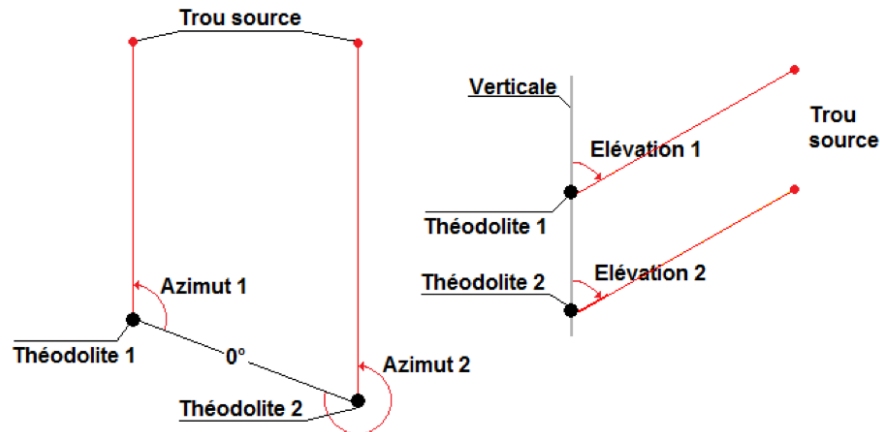 Trou source
Azimut 1
Théodolite 1
0°
Azimut 2
Théodolite 2
Verticale
Elévation 1
Trou
source
Théodolite 1
Théodolite 2
Elévation 2